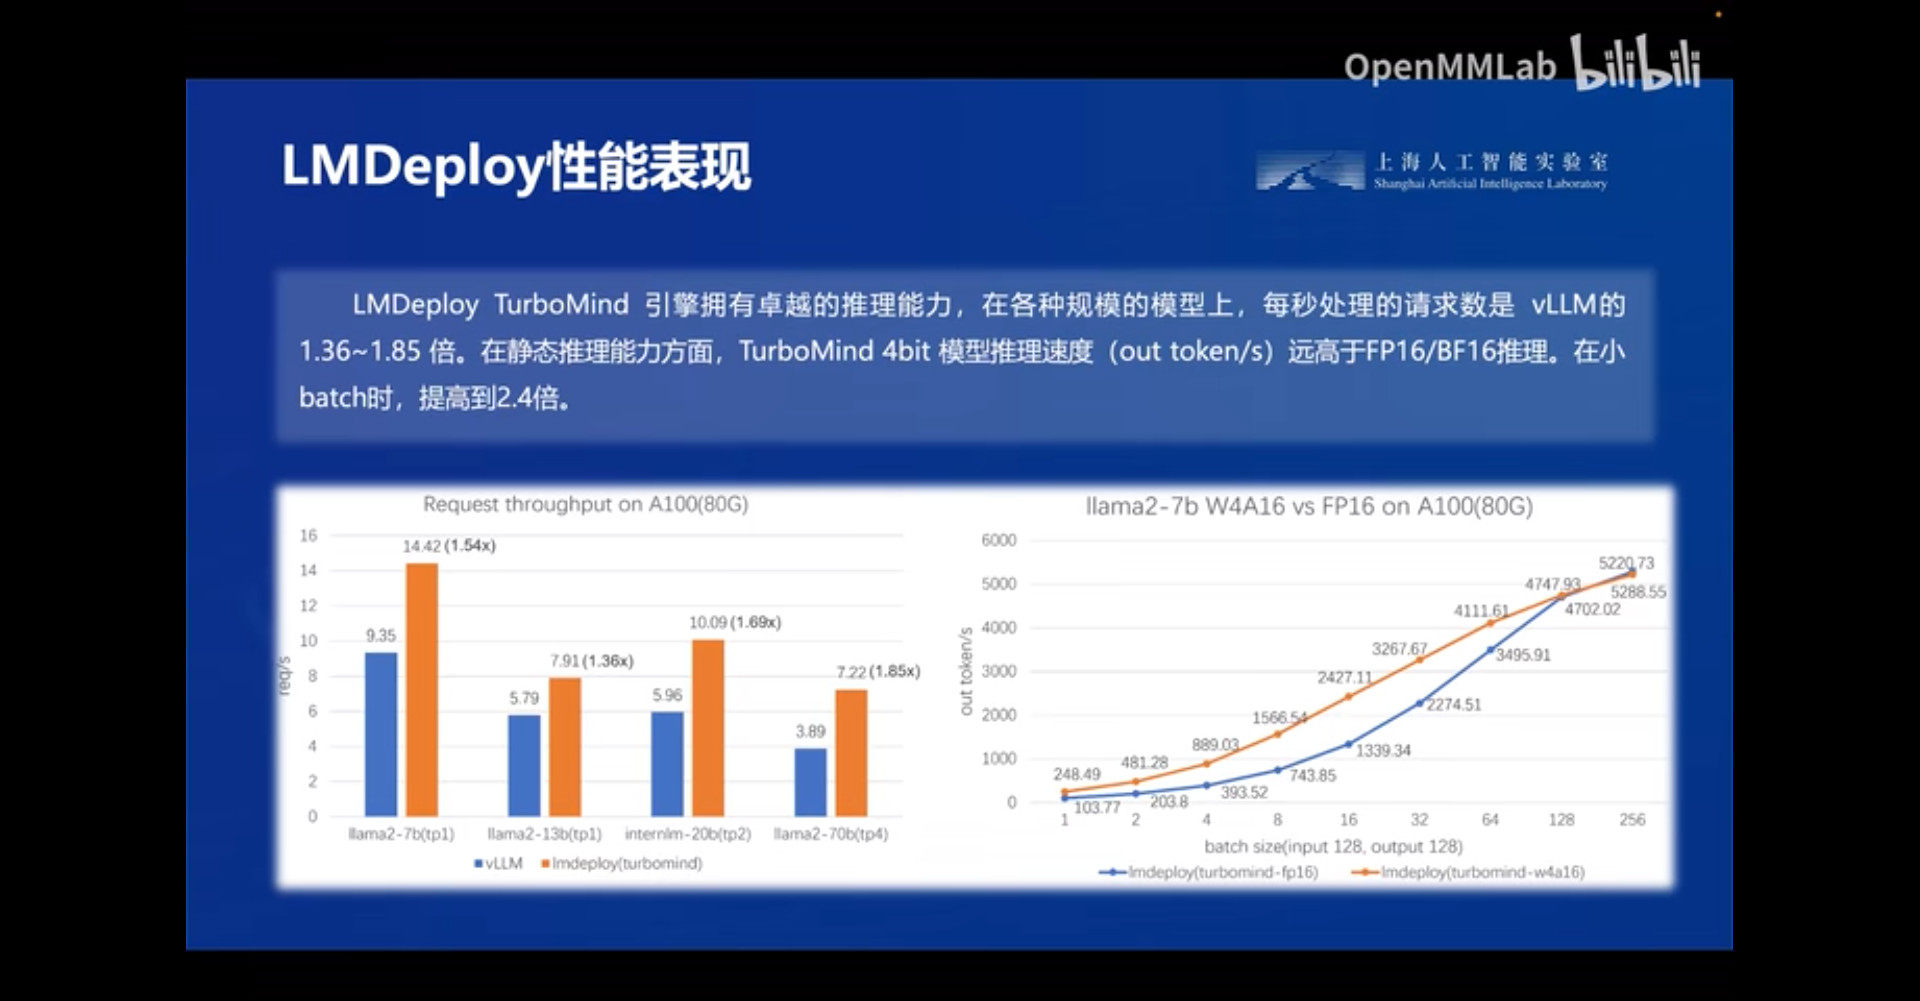 OpenMMLab bilibili
LMDeploy性能表现
上海人工智能实验室
Shanghai Artificial Intelligence Laboratory
LMDeploy TurboMind 引擎拥有卓越的推理能力，在各种规模的模型上，每秒处理的请求数是 vLLM的
1.36~1.85 倍。在静态推理能力方面，TurboMind 4bit 模型推理速度（out token/s）远高于FP16/BF16推理。在小
batch时，提高到2.4倍。
Request throughput on A100(80G)
req/s
16
14
12
10
8
6
4
2
0
9.35
14.42 (1.54x)
5.79
7.91 (1.36x)
5.96
10.09 (1.69x)
3.89
7.22 (1.85x)
llama2-7b(tp1) llama2-13b(tp1) internlm-20b(tp2) llama2-70b(tp4)
vLLM lmdeploy(turbomind)
llama2-7b W4A16 vs FP16 on A100(80G)
out token/s
6000
5000
4000
3000
2000
1000
0
248.49
481.28
889.03
1566.54
2427.11
3267.67
4111.61
4747.93
5220.73
103.77
203.8
393.52
743.85
1339.34
2274.51
3495.91
4702.02
5288.55
1 2 4 8 16 32 64 128 256
batch size(input 128, output 128)
lmdeploy(turbomind-fp16) lmdeploy(turbomind-w4a16)